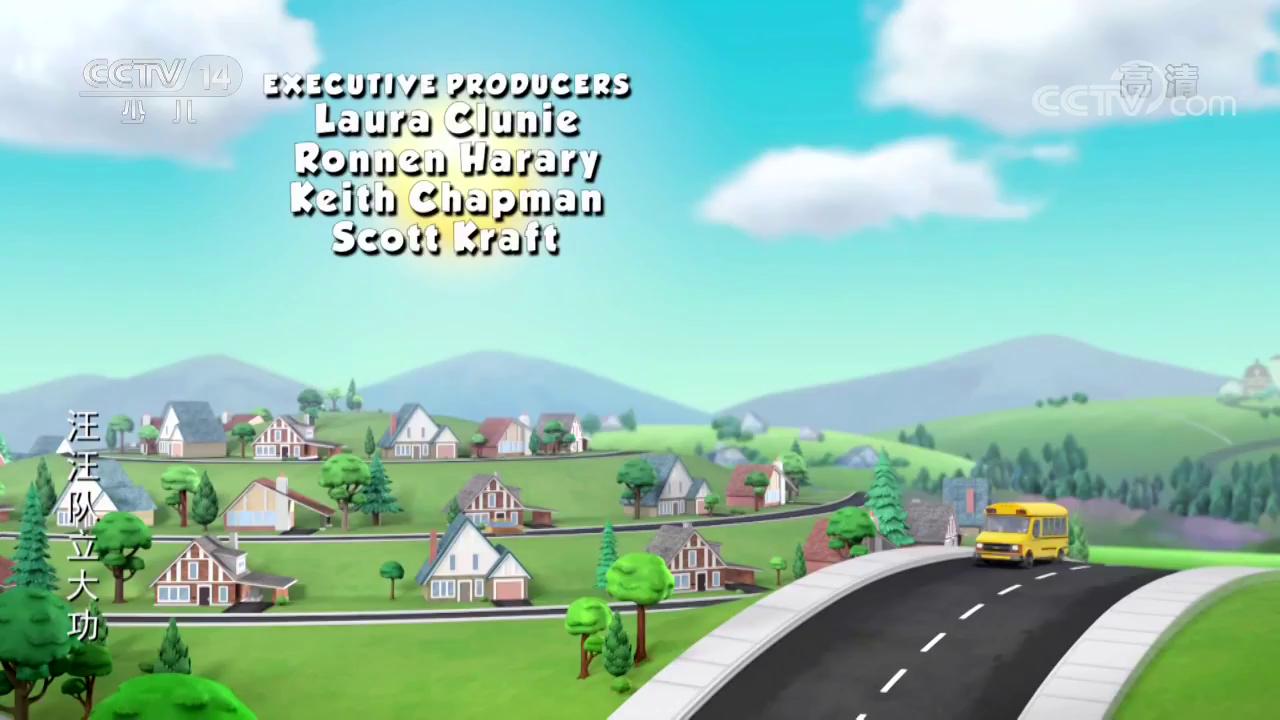 CCTV 14
少儿
EXECUTIVE PRODUCERS
Laura Clunie
Ronnen Harary
Keith Chapman
Scott Kraft
高清
CCTV.com
汪汪队立大功